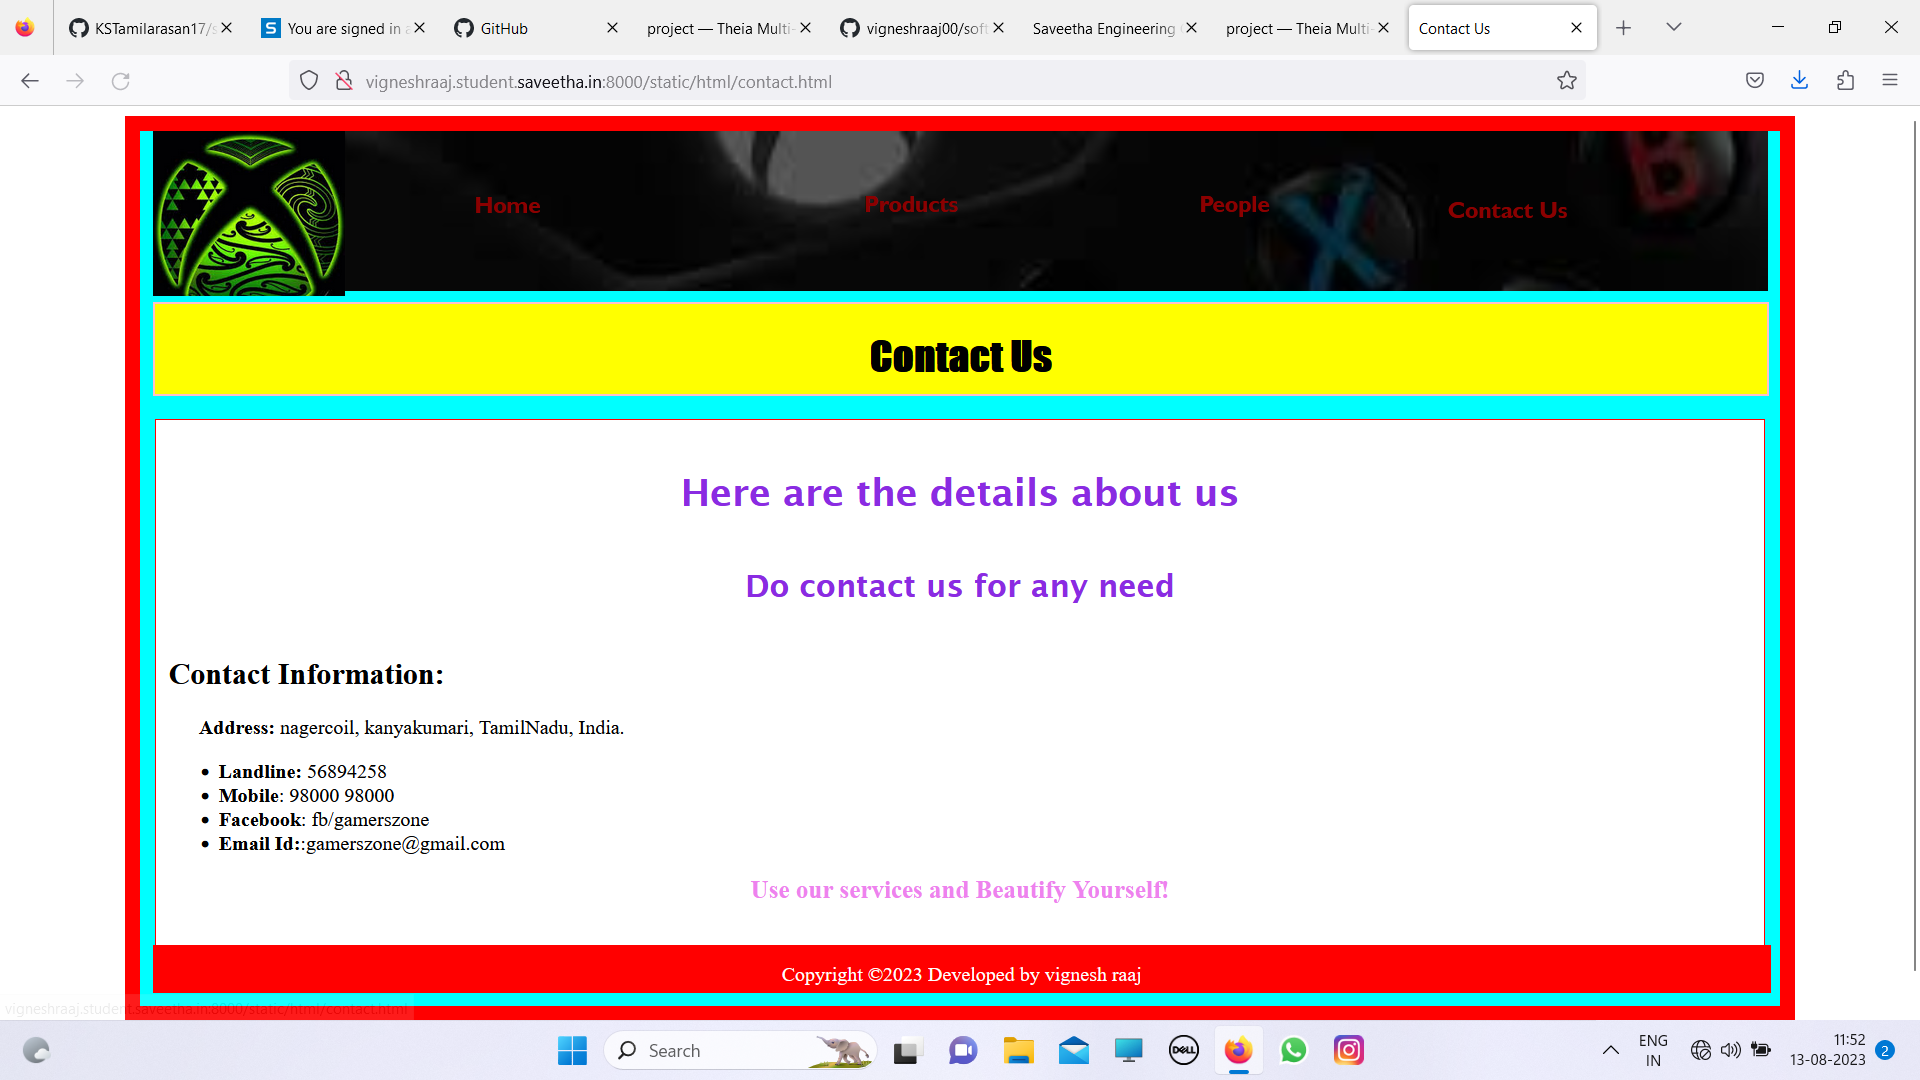 KSTamilarasan17/s
You are signed in a
GitHub
project — Theia Multi-
vigneshraaj00/soft
Saveetha Engineering
project — Theia Multi-
Contact Us
vigneshraaj.student.saveetha.in:8000/static/html/contact.html
Home
Products
People
Contact Us
X
B
Contact Us
Here are the details about us
Do contact us for any need
Contact Information:
Address: nagercoil, kanyakumari, TamilNadu, India.
• Landline: 56894258
• Mobile: 98000 98000
• Facebook: fb/gamerszone
• Email Id::gamerszone@gmail.com
Use our services and Beautify Yourself!
Copyright ©2023 Developed by vignesh raaj
vigneshraaj.student.saveetha.in:8000/static/html/contact.html
Search
DELL
ENG
IN
11:52
13-08-2023
2